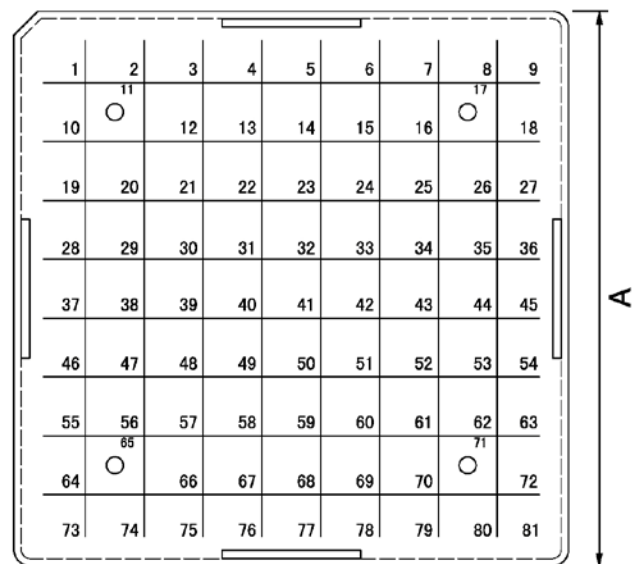 1 2 3 4 5 6 7 8 9
11 17
10 12 13 14 15 16 18
19 20 21 22 23 24 25 26 27
28 29 30 31 32 33 34 35 36
37 38 39 40 41 42 43 44 45
46 47 48 49 50 51 52 53 54
55 56 57 58 59 60 61 62 63
65 71
64 66 67 68 69 70 72
73 74 75 76 77 78 79 80 81
A